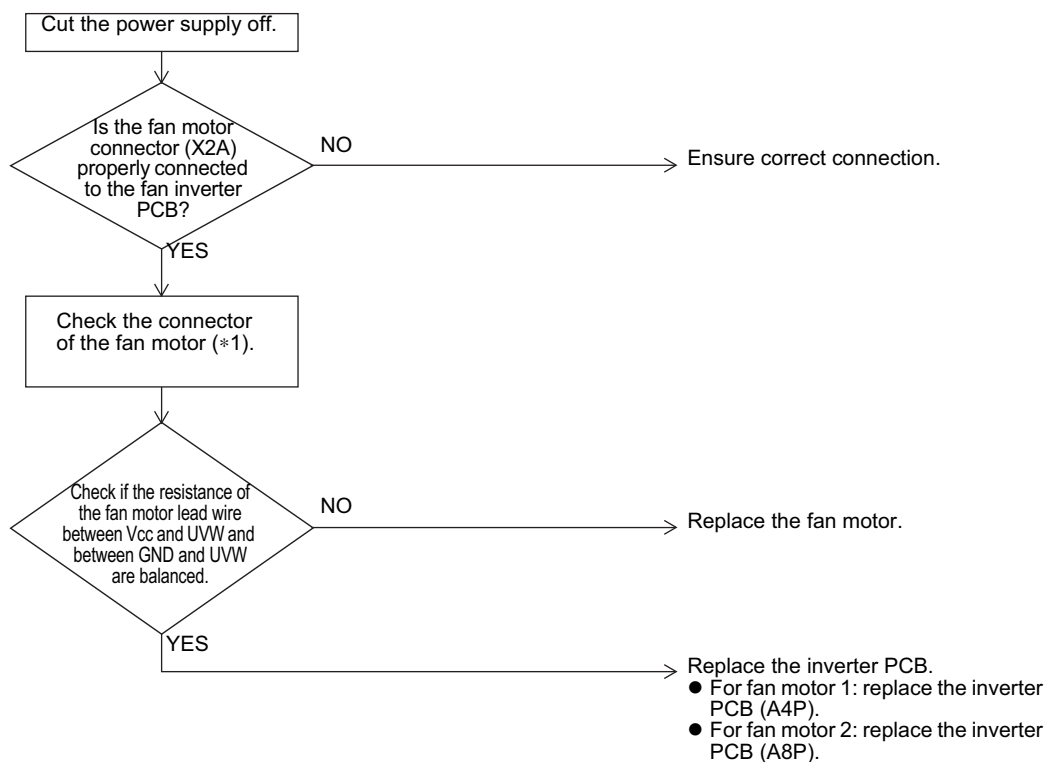 Cut the power supply off.
Is the fan motor
connector (X2A)
properly connected
to the fan inverter
PCB?
NO
Ensure correct connection.
YES
Check the connector
of the fan motor (*1).
Check if the resistance of
the fan motor lead wire
between Vcc and UVW and
between GND and UVW
are balanced.
NO
Replace the fan motor.
YES
Replace the inverter PCB.
● For fan motor 1: replace the inverter
PCB (A4P).
● For fan motor 2: replace the inverter
PCB (A8P).